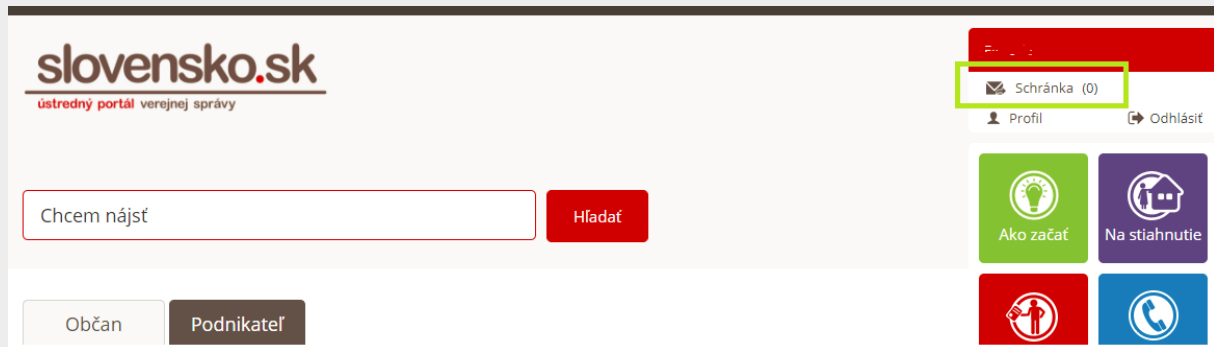 slovensko.sk
ústredný portál verejnej správy
Schránka (0)
Profil
Odhlásiť
Chcem nájsť
Hľadať
Ako začať
Na stiahnutie
Občan
Podnikateľ